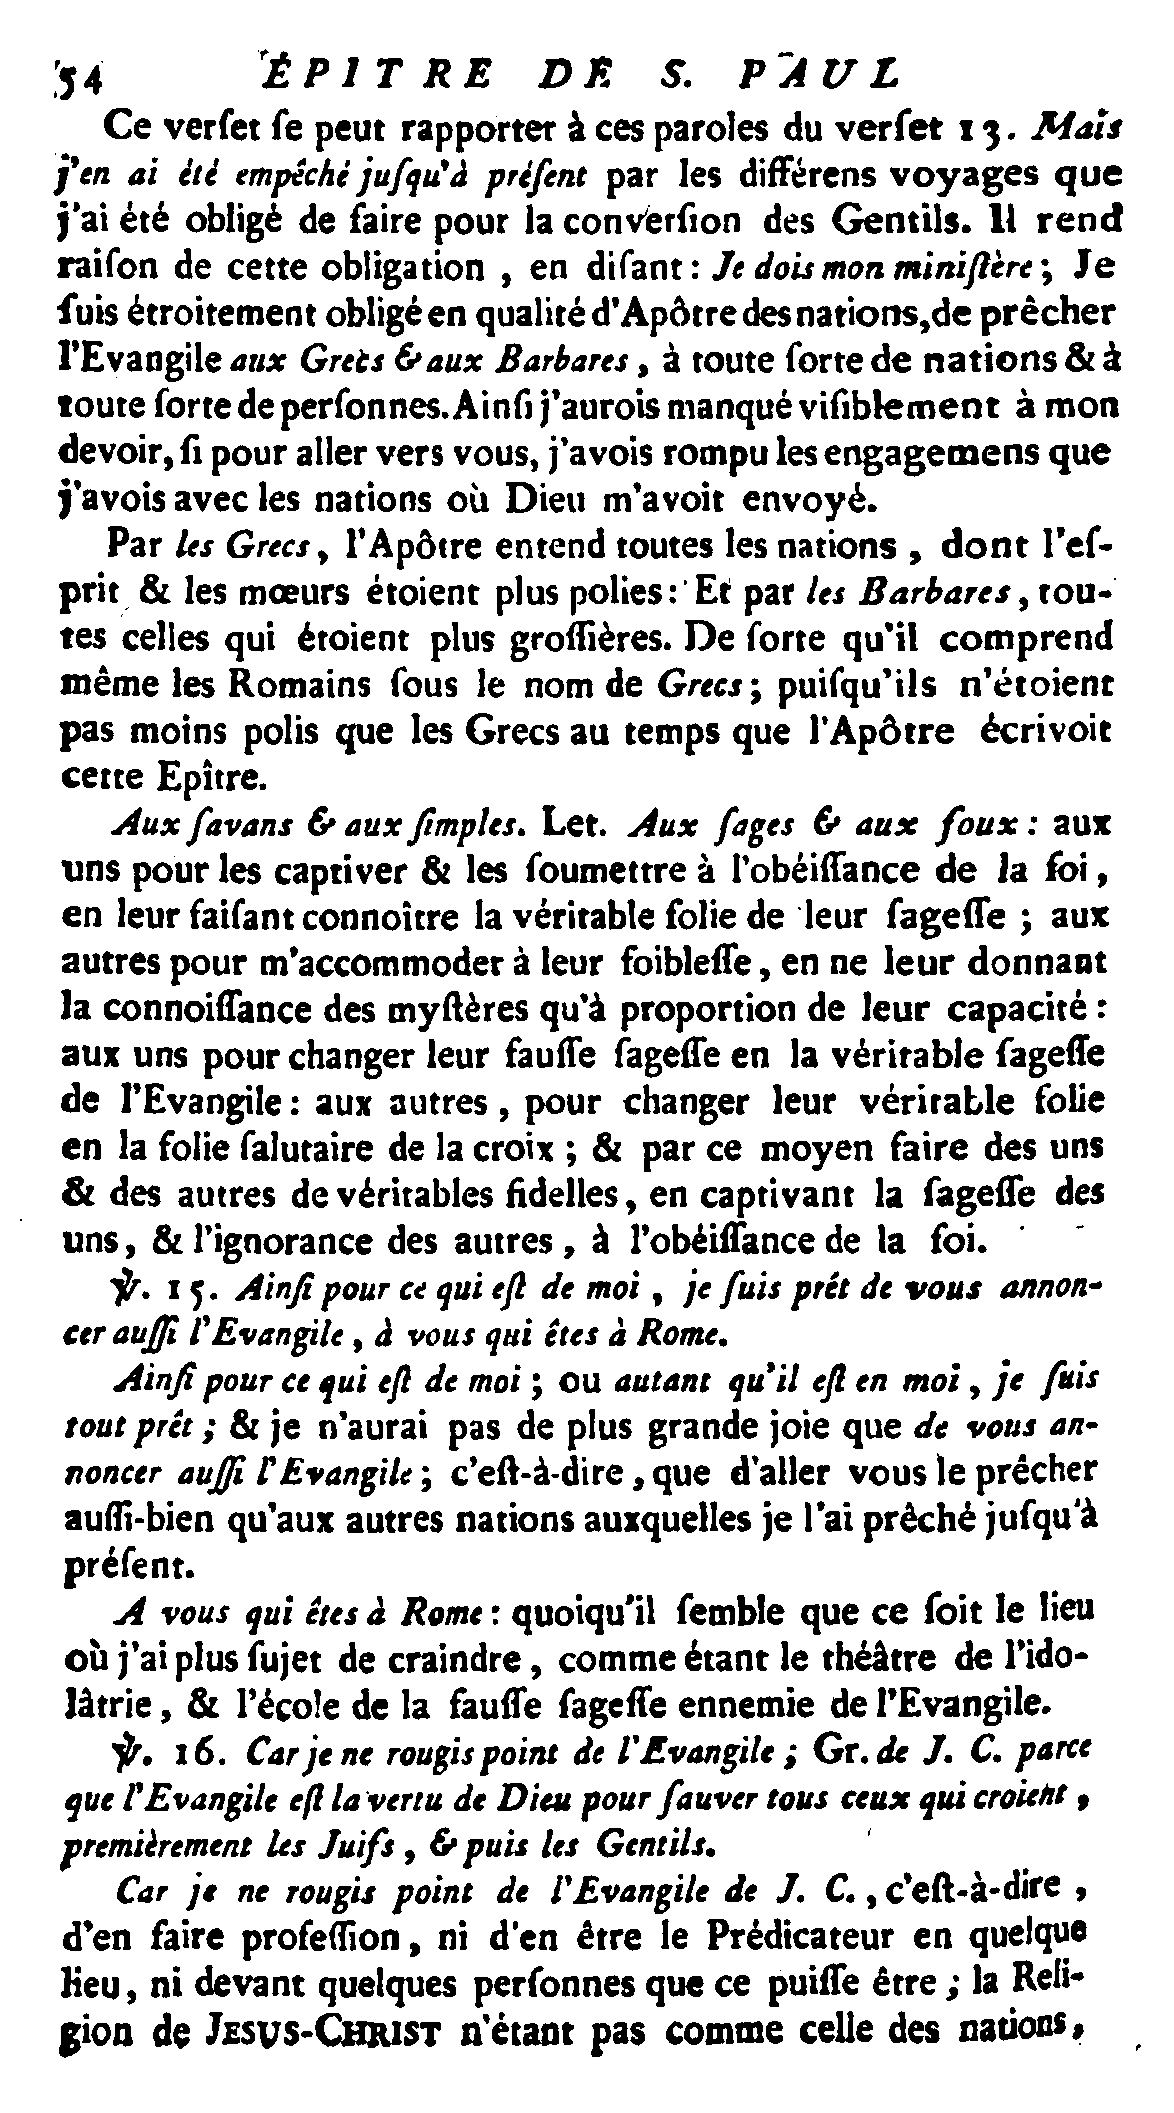 54 ÉPITRE DE S. PAUL
Ce verſet ſe peut rapporter à ces paroles du verſet 13. Mais
j'en ai été empêché juſqu'à préſent par les différens voyages que
j'ai été obligé de faire pour la converſion des Gentils. Il rend
raiſon de cette obligation, en diſant : Je dois mon miniſtère ; Je
ſuis étroitement obligé en qualité d'Apôtre des nations, de prêcher
l'Evangile aux Grecs & aux Barbares, à toute ſorte de nations & à
toute ſorte de perſonnes. Ainſi j'aurois manqué viſiblement à mon
devoir, ſi pour aller vers vous, j'avois rompu les engagemens que
j'avois avec les nations où Dieu m'avoit envoyé.
Par les Grecs, l'Apôtre entend toutes les nations, dont l'eſ-
prit & les mœurs étoient plus polies : Et par les Barbares, tou-
tes celles qui étoient plus groſſières. De ſorte qu'il comprend
même les Romains ſous le nom de Grecs ; puiſqu'ils n'étoient
pas moins polis que les Grecs au temps que l'Apôtre écrivoit
cette Epître.
Aux ſavans & aux ſimples. Let. Aux ſages & aux foux : aux
uns pour les captiver & les ſoumettre à l'obéiſſance de la foi,
en leur faiſant connoître la véritable folie de leur ſageſſe ; aux
autres pour m'accommoder à leur foibleſſe, en ne leur donnant
la connoiſſance des myſtères qu'à proportion de leur capacité :
aux uns pour changer leur fauſſe ſageſſe en la véritable ſageſſe
de l'Evangile : aux autres, pour changer leur véritable folie
en la folie ſalutaire de la croix ; & par ce moyen faire des uns
& des autres de véritables fidelles, en captivant la ſageſſe des
uns, & l'ignorance des autres, à l'obéiſſance de la foi.
℣. 15. Ainſi pour ce qui eſt de moi, je ſuis prêt de vous annon-
cer auſſi l'Evangile, à vous qui êtes à Rome.
Ainſi pour ce qui eſt de moi ; ou autant qu'il eſt en moi, je ſuis
tout prêt ; & je n'aurai pas de plus grande joie que de vous an-
noncer auſſi l'Evangile ; c'eſt-à-dire, que d'aller vous le prêcher
auſſi-bien qu'aux autres nations auxquelles je l'ai prêché juſqu'à
préſent.
A vous qui êtes à Rome : quoiqu'il ſemble que ce ſoit le lieu
où j'ai plus ſujet de craindre, comme étant le théâtre de l'ido-
lâtrie, & l'école de la fauſſe ſageſſe ennemie de l'Evangile.
℣. 16. Car je ne rougis point de l'Evangile ; Gr. de J. C. parce
que l'Evangile eſt la vertu de Dieu pour ſauver tous ceux qui croient,
premièrement les Juifs, & puis les Gentils.
Car je ne rougis point de l'Evangile de J. C., c'eſt-à-dire,
d'en faire profeſſion, ni d'en être le Prédicateur en quelque
lieu, ni devant quelques perſonnes que ce puiſſe être ; la Reli-
gion de JESUS-CHRIST n'étant pas comme celle des nations,